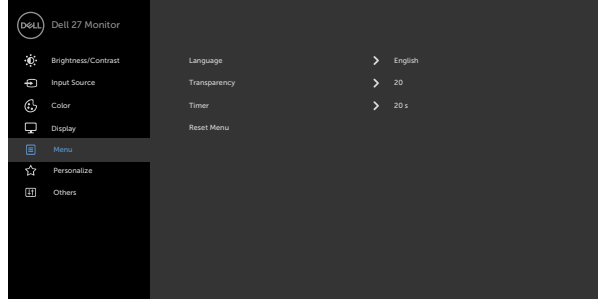 DELL Dell 27 Monitor
Brightness/Contrast Language English
Input Source Transparency 20
Color Timer 20 s
Display Reset Menu
Menu
Personalize
Others